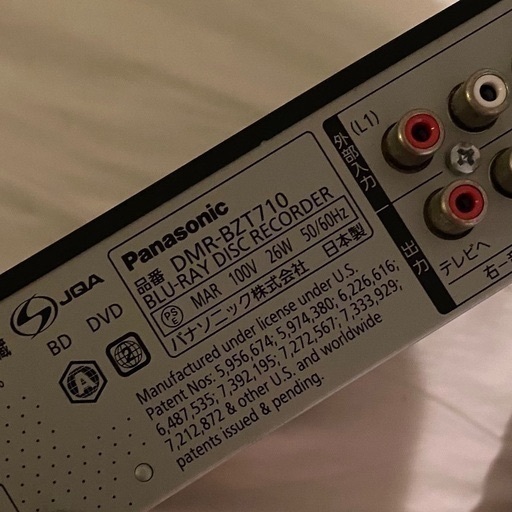 JQA
BD DVD
A
2
Panasonic
品番 DMR-BZT710
BLU-RAY DISC RECORDER
PSE MAR 100V 26W 50/60Hz
パナソニック株式会社 日本製
Manufactured under license under U.S.
Patent Nos: 5,956,674; 5,974,380; 6,226,616;
6,487,535; 7,392,195; 7,272,567; 7,333,929;
7,212,872 & other U.S. and worldwide
patents issued & pending.
外部入力 (L1)
出力
テレビへ
右